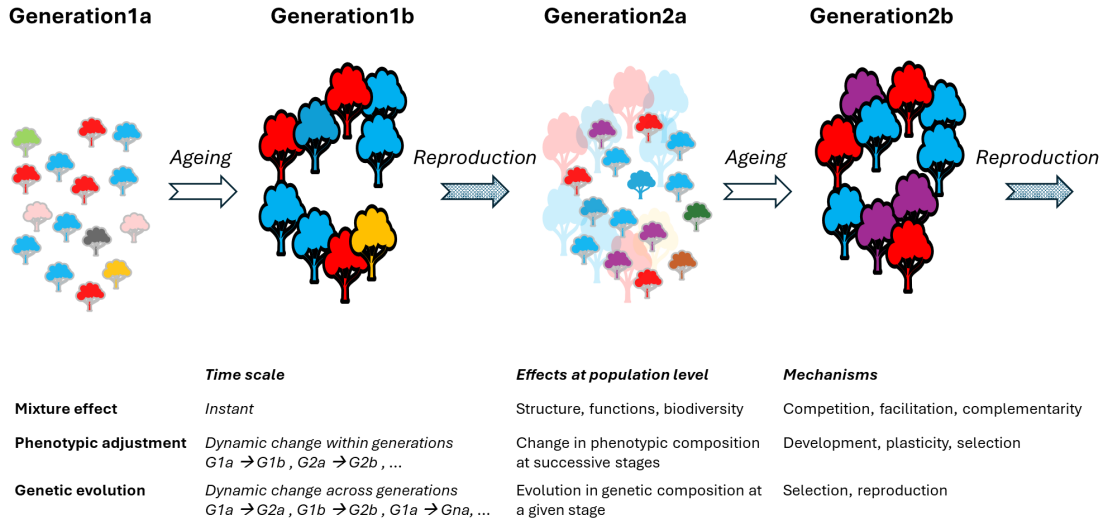 Generation1a
Generation1b
Generation2a
Generation2b
Ageing
Reproduction
Ageing
Reproduction
Time scale
Effects at population level
Mechanisms
Mixture effect
Instant
Structure, functions, biodiversity
Competition, facilitation, complementarity
Phenotypic adjustment
Dynamic change within generations
G1a → G1b , G2a → G2b , ...
Change in phenotypic composition
at successive stages
Development, plasticity, selection
Genetic evolution
Dynamic change across generations
G1a → G2a , G1b → G2b , G1a → Gna, ...
Evolution in genetic composition at
a given stage
Selection, reproduction